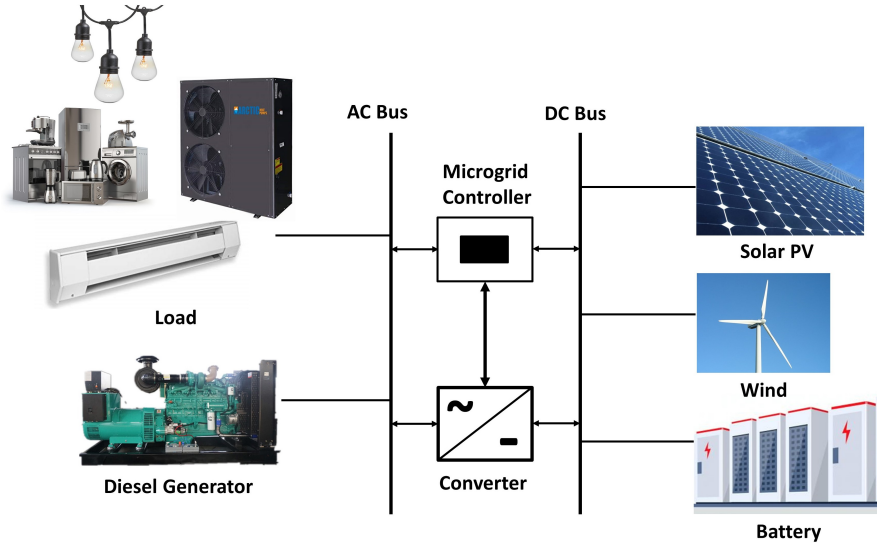 AC Bus
DC Bus
Microgrid
Controller
Solar PV
Load
Wind
Diesel Generator
Converter
Battery